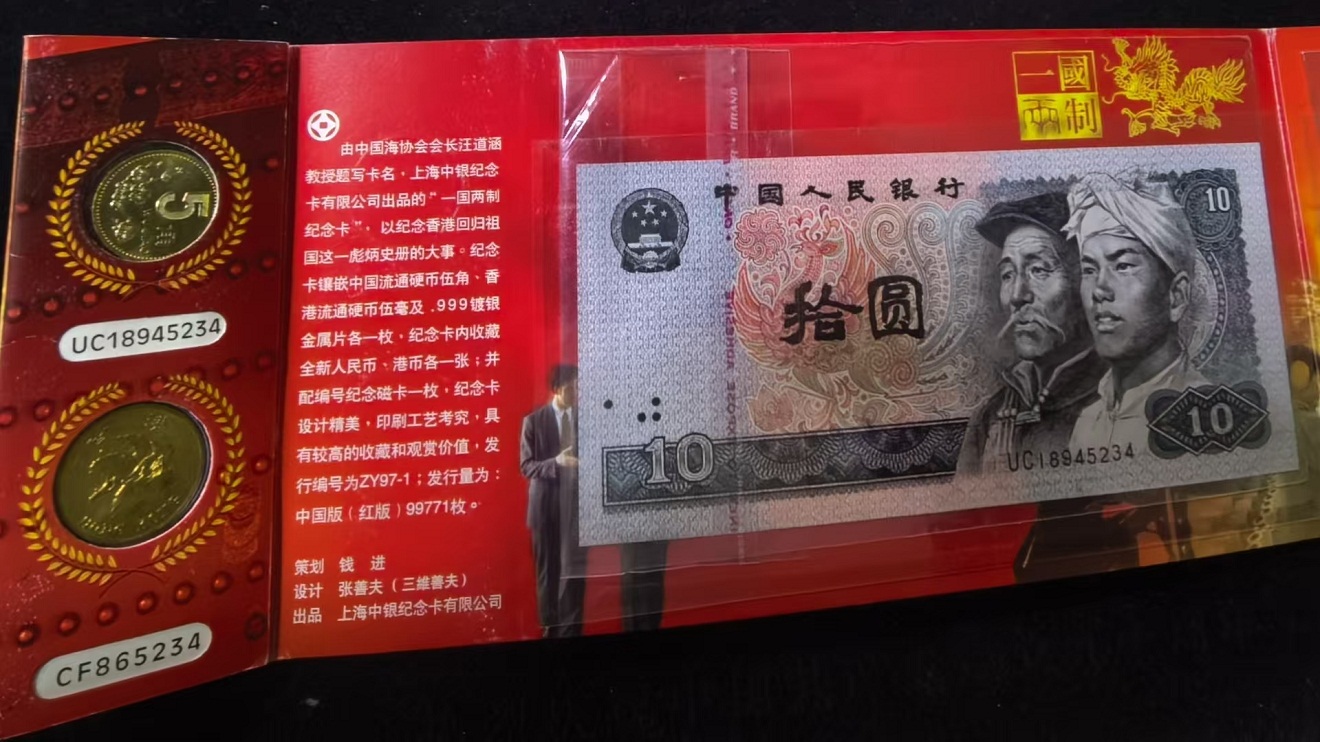 5
UC18945234
CF865234
由中国海协会会长汪道涵
教授题写卡名，上海中银纪念
卡有限公司出品的“一国两制
纪念卡”，以纪念香港回归祖
国这一彪炳史册的大事。纪念
卡镶嵌中国流通硬币伍角、香
港流通硬币伍毫及.999镀银
金属片各一枚，纪念卡内收藏
全新人民币、港币各一张；并
配编号纪念磁卡一枚，纪念卡
设计精美，印刷工艺考究，具
有较高的收藏和观赏价值，发
行编号为ZY97-1；发行量为：
中国版（红版）99771枚。
策划 钱 进
设计 张善夫（三维善夫）
出品 上海中银纪念卡有限公司
一國
兩制
BRAND
中国人民银行
10
拾圆
10
10
UC18945234